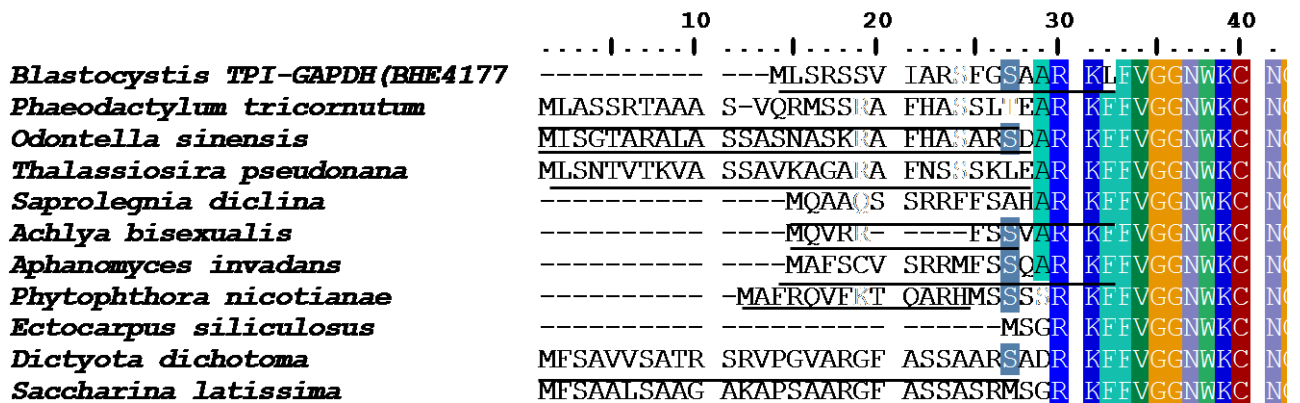 10 20 30 40
Blastocystis TPI-GAPDH(BHE4177 ---------- ---MLSRSSV IARSFGSAAR KLFVGGNWKC N
Phaeodactylum tricornutum MLASSRTAAA S-VQRMSSRA FHASSLTEAR KFFVGGNWKC N
Odontella sinensis MISGTARALA SSASNASKRA FHASARSDAR KFFVGGNWKC N
Thalassiosira pseudonana MLSNTVTKVA SSAVKAGARA FNSSSKLEAR KFFVGGNWKC N
Saprolegnia diclina ---------- ----MQAAQS SRRFFSAHAR KFFVGGNWKC N
Achlya bisexualis ---------- ----MQVRR- ----FSSVAR KFFVGGNWKC N
Aphanomyces invadans ---------- ----MAFSCV SRRMFSSQAR KFFVGGNWKC N
Phytophthora nicotianae ---------- -MAFRQVFKT QARHMSSSSR KFFVGGNWKC N
Ectocarpus siliculosus ---------- ---------- ------MSGR KFFVGGNWKC N
Dictyota dichotoma MFSAVVSATR SRVPGVARGF ASSAARSADR KFFVGGNWKC N
Saccharina latissima MFSAALSAAG AKAPSAARGF ASSASRMSGR KFFVGGNWKC N